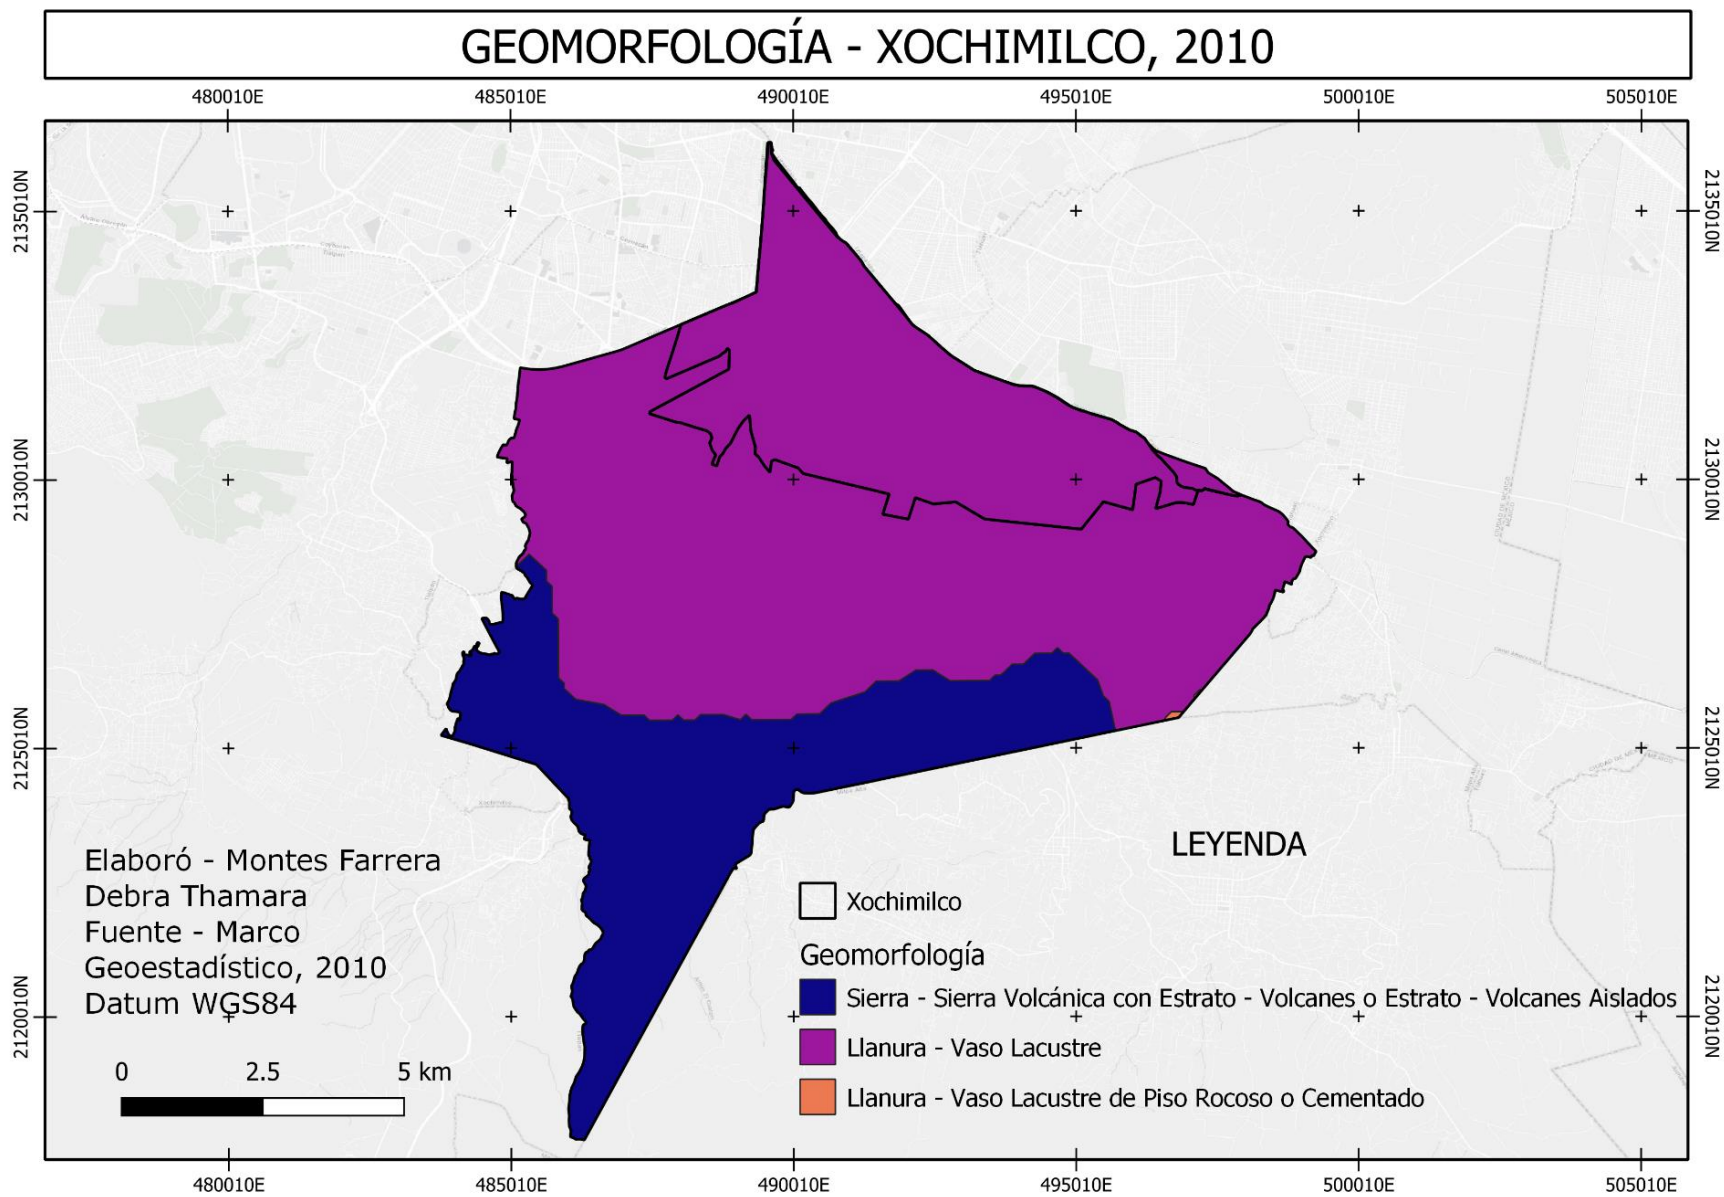 GEOMORFOLOGÍA - XOCHIMILCO, 2010
480010E 485010E 490010E 495010E 500010E 505010E
2135010N 2135010N
2130010N 2130010N
2125010N 2125010N
2120010N 2120010N
Elaboró - Montes Farrera
Debra Thamara
Fuente - Marco
Geoestadístico, 2010
Datum WGS84
0 2.5 5 km
LEYENDA
Xochimilco
Geomorfología
Sierra - Sierra Volcánica con Estrato - Volcanes o Estrato - Volcanes Aislados
Llanura - Vaso Lacustre
Llanura - Vaso Lacustre de Piso Rocoso o Cementado
480010E 485010E 490010E 495010E 500010E 505010E